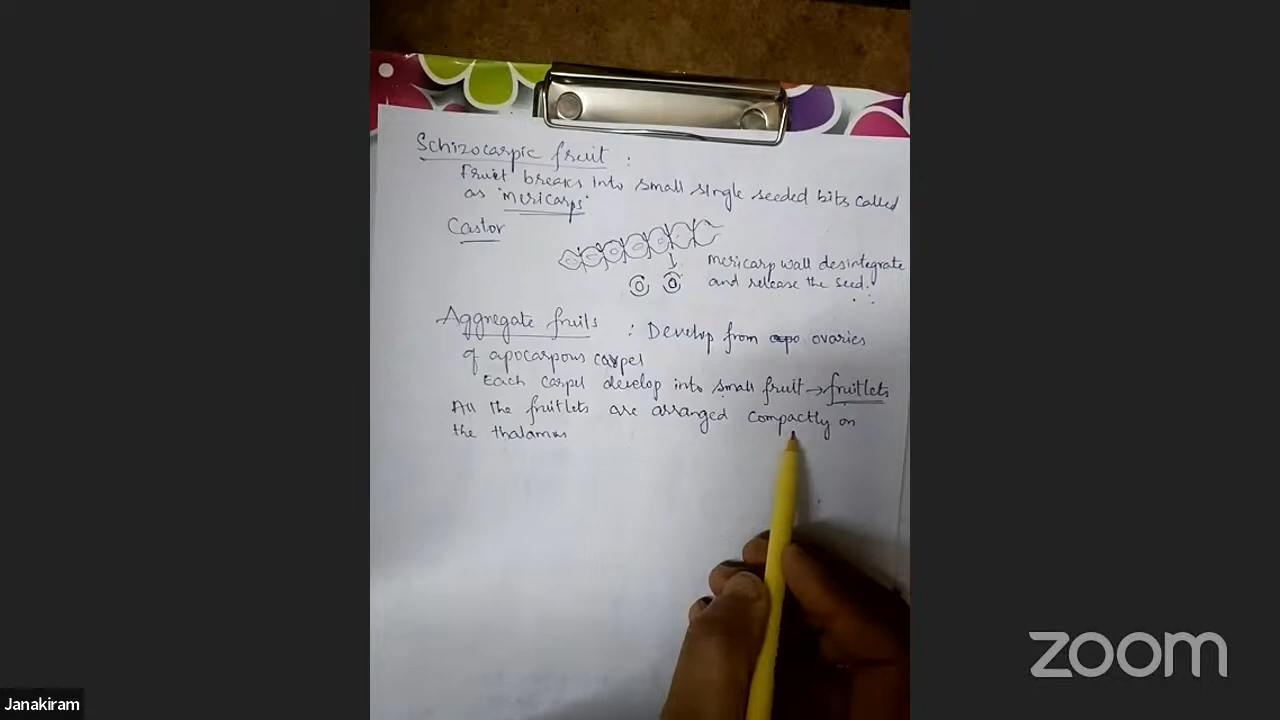 Schizocarpic fruit :
Fruit breaks into small single seeded bits called
as "mericarps"
Castor
Mericarp wall desintegrate
and release the seed.
Aggregate fruits : Develop from apo ovaries
of apocarpous carpel
Each carpel develop into small fruit → fruitlets
All the fruitlets are arranged compactly on
the thalamus
zoom
Janakiram